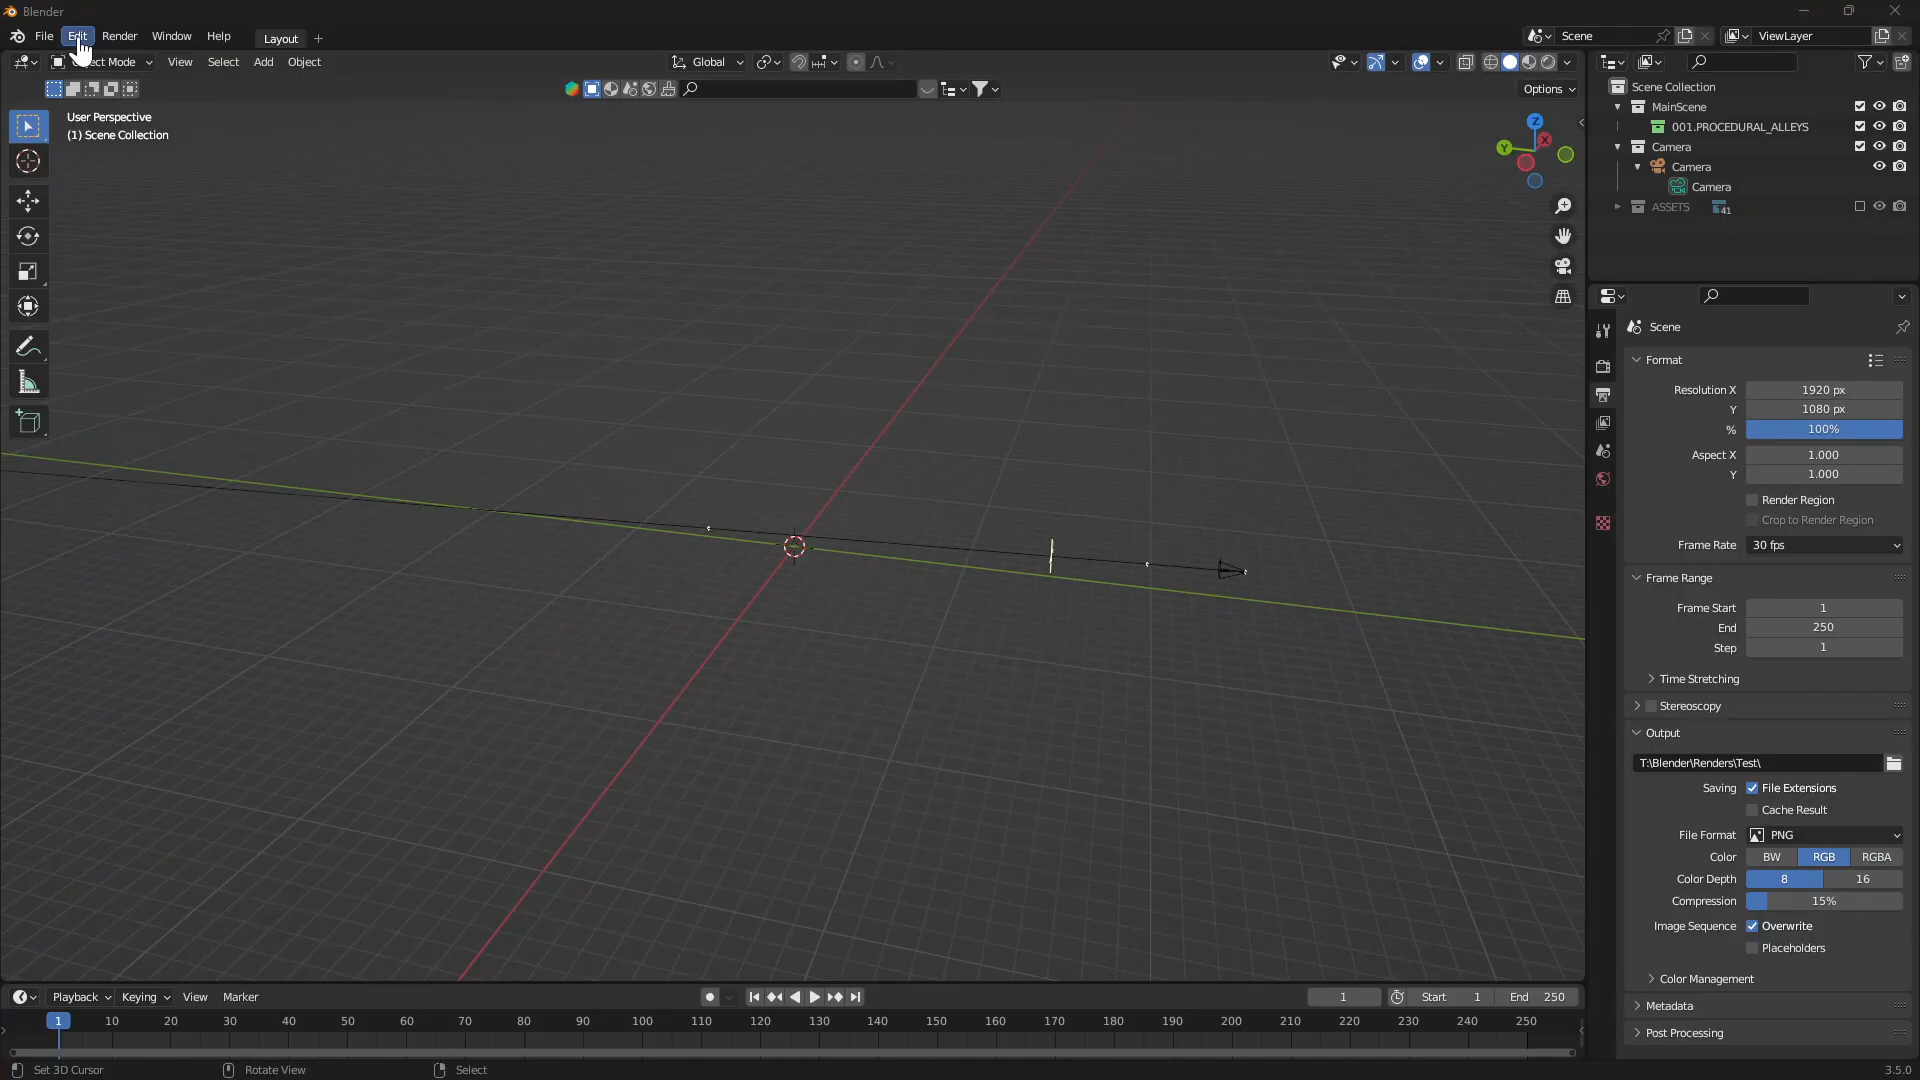 Blender
File Edit Render Window Help Layout Scene ViewLayer
Object Mode View Select Add Object Global
Options
User Perspective
(1) Scene Collection
Z
X
Y
Scene Collection
MainScene
001.PROCEDURAL_ALLEYS
Camera
Camera
Camera
ASSETS 41
Scene
Format
Resolution X 1920 px
Y 1080 px
% 100%
Aspect X 1.000
Y 1.000
Render Region
Crop to Render Region
Frame Rate 30 fps
Frame Range
Frame Start 1
End 250
Step 1
Time Stretching
Stereoscopy
Output
T:\Blender\Renders\Test\
Saving File Extensions
Cache Result
File Format PNG
Color BW RGB RGBA
Color Depth 8 16
Compression 15%
Image Sequence Overwrite
Placeholders
Color Management
Metadata
Post Processing
Playback Keying View Marker 1 Start 1 End 250
1 10 20 30 40 50 60 70 80 90 100 110 120 130 140 150 160 170 180 190 200 210 220 230 240 250
Set 3D Cursor Rotate View Select 3.5.0